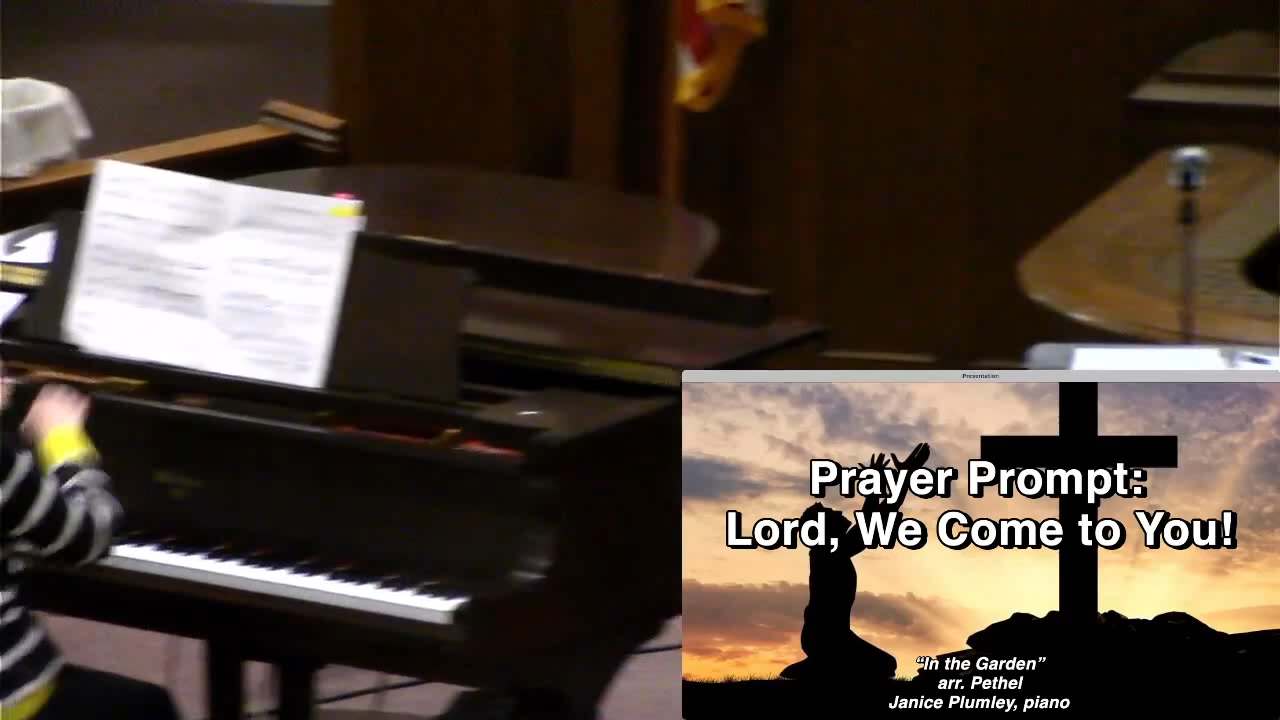 Presentation
Prayer Prompt:
Lord, We Come to You!
“In the Garden”
arr. Pethel
Janice Plumley, piano